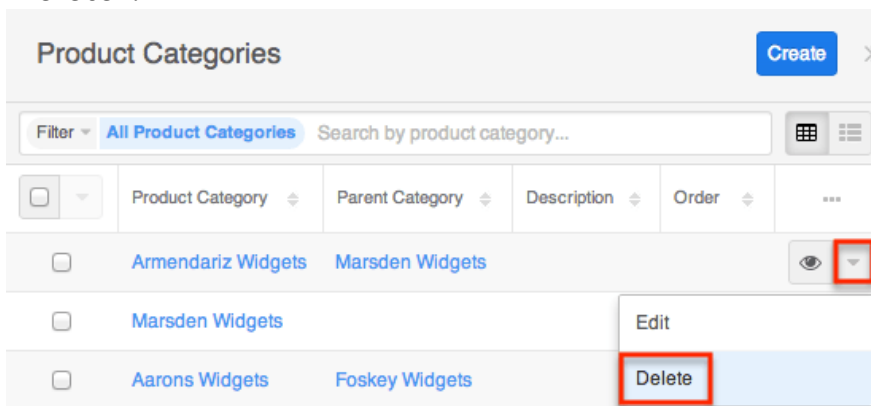 Product Categories Create
Filter All Product Categories Search by product category...
Product Category Parent Category Description Order
Armendariz Widgets Marsden Widgets
Marsden Widgets
Edit
Aarons Widgets Foskey Widgets
Delete